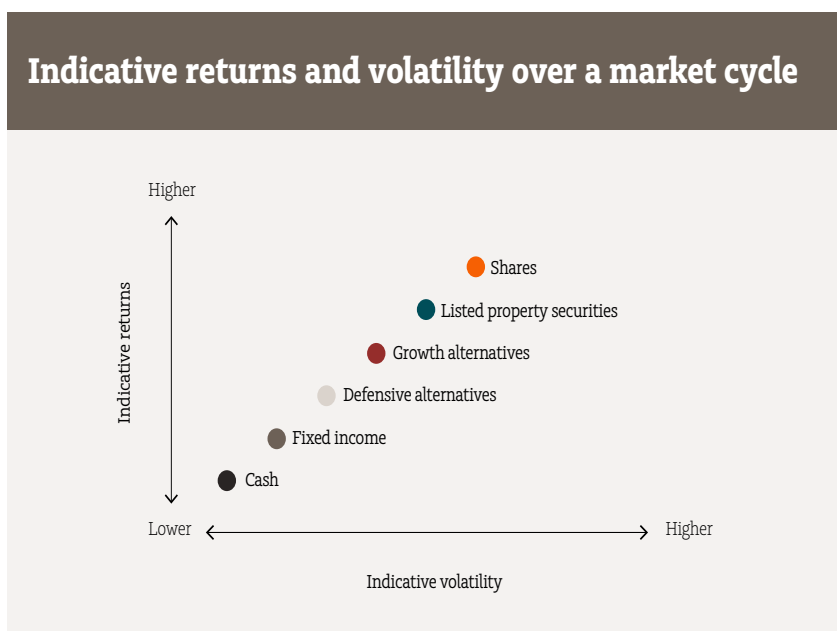 Indicative returns and volatility over a market cycle
Higher
Indicative returns
Shares
Listed property securities
Growth alternatives
Defensive alternatives
Fixed income
Cash
Lower
Higher
Indicative volatility